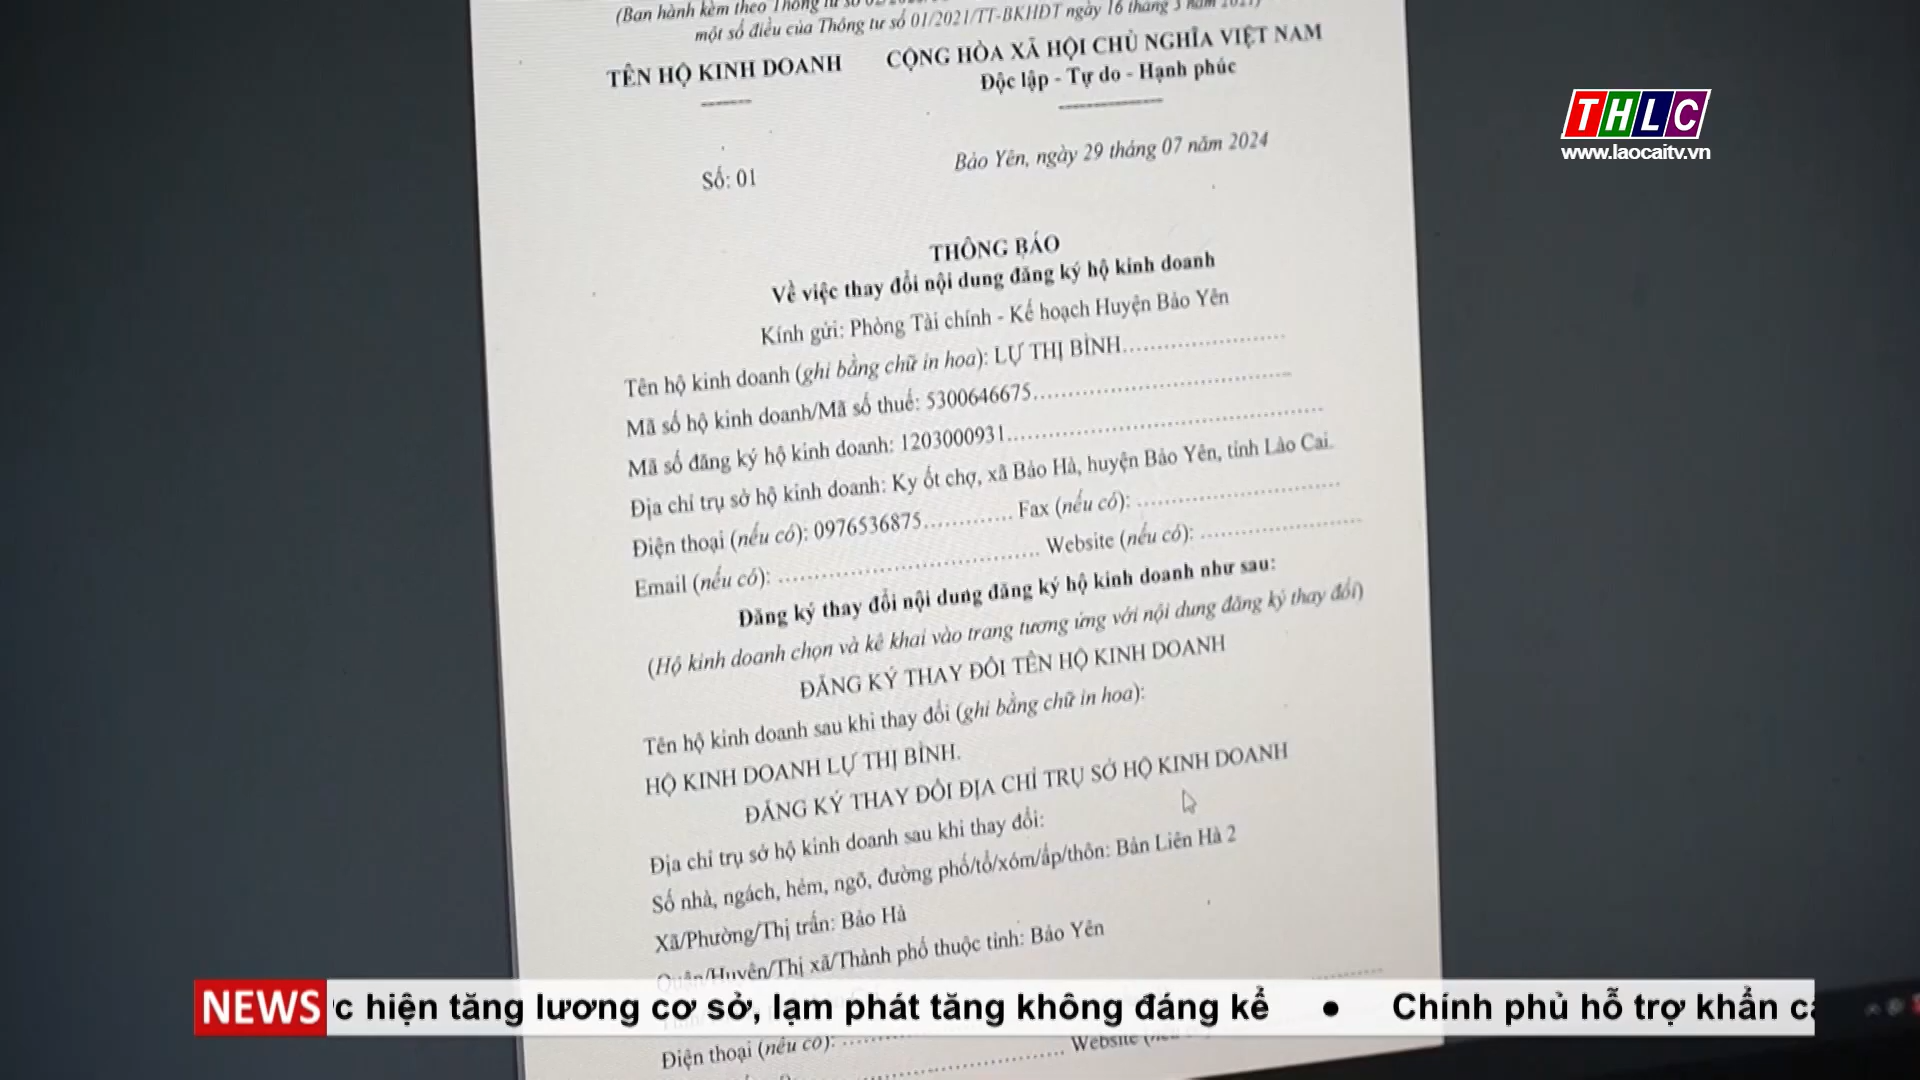 (Ban hành kèm theo Thông tư số
một số điều của Thông tư số 01/2021/TT-BKHĐT ngày 16 tháng 3 năm 2021)
TÊN HỘ KINH DOANH
CỘNG HÒA XÃ HỘI CHỦ NGHĨA VIỆT NAM
Độc lập - Tự do - Hạnh phúc
THLC
www.laocaitv.vn
Số: 01
Bảo Yên, ngày 29 tháng 07 năm 2024
THÔNG BÁO
Về việc thay đổi nội dung đăng ký hộ kinh doanh
Kính gửi: Phòng Tài chính - Kế hoạch Huyện Bảo Yên
Tên hộ kinh doanh (ghi bằng chữ in hoa): LỰ THỊ BÌNH
Mã số hộ kinh doanh/Mã số thuế: 5300646675
Mã số đăng ký hộ kinh doanh: 1203000931
Địa chỉ trụ sở hộ kinh doanh: Ky ốt chợ, xã Bảo Hà, huyện Bảo Yên, tỉnh Lào Cai.
Điện thoại (nếu có): 0976536875 Fax (nếu có):
Email (nếu có): Website (nếu có):
Đăng ký thay đổi nội dung đăng ký hộ kinh doanh như sau:
(Hộ kinh doanh chọn và kê khai vào trang tương ứng với nội dung đăng ký thay đổi)
ĐĂNG KÝ THAY ĐỔI TÊN HỘ KINH DOANH
Tên hộ kinh doanh sau khi thay đổi (ghi bằng chữ in hoa):
HỘ KINH DOANH LỰ THỊ BÌNH.
ĐĂNG KÝ THAY ĐỔI ĐỊA CHỈ TRỤ SỞ HỘ KINH DOANH
Địa chỉ trụ sở hộ kinh doanh sau khi thay đổi:
Số nhà, ngách, hẻm, ngõ, đường phố/tổ/xóm/ấp/thôn: Bản Liên Hà 2
Xã/Phường/Thị trấn: Bảo Hà
Quận/Huyện/Thị xã/Thành phố thuộc tỉnh: Bảo Yên
NEWS
c hiện tăng lương cơ sở, lạm phát tăng không đáng kể • Chính phủ hỗ trợ khẩn
Điện thoại (nếu có): Website